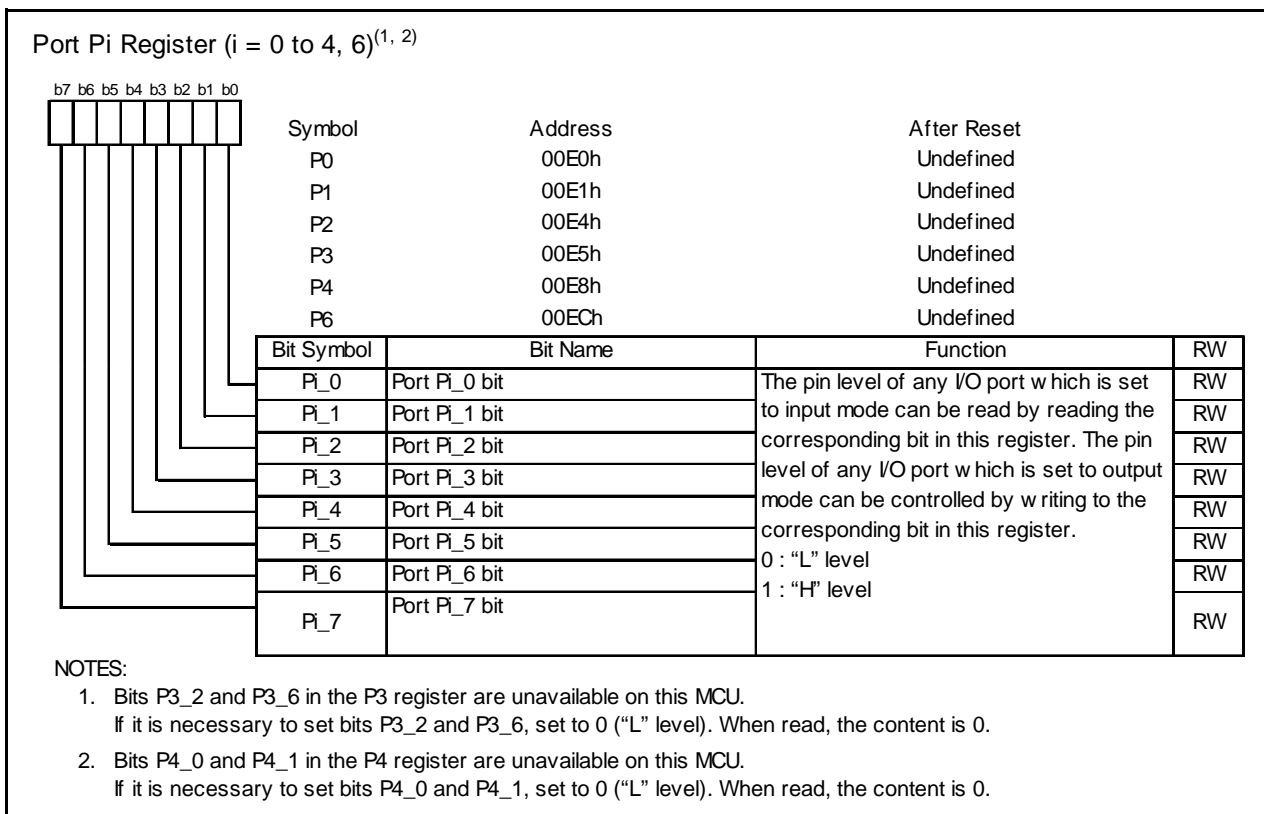 Port Pi Register (i = 0 to 4, 6)(1, 2)
b7 b6 b5 b4 b3 b2 b1 b0
Symbol Address After Reset
P0 00E0h Undefined
P1 00E1h Undefined
P2 00E4h Undefined
P3 00E5h Undefined
P4 00E8h Undefined
P6 00ECh Undefined
Bit Symbol Bit Name Function RW
Pi_0 Port Pi_0 bit The pin level of any I/O port which is set RW
Pi_1 Port Pi_1 bit to input mode can be read by reading the RW
Pi_2 Port Pi_2 bit corresponding bit in this register. The pin RW
Pi_3 Port Pi_3 bit level of any I/O port which is set to output RW
Pi_4 Port Pi_4 bit mode can be controlled by writing to the RW
Pi_5 Port Pi_5 bit corresponding bit in this register. RW
Pi_6 Port Pi_6 bit 0 : “L” level RW
Pi_7 Port Pi_7 bit 1 : “H” level RW
NOTES:
1. Bits P3_2 and P3_6 in the P3 register are unavailable on this MCU.
If it is necessary to set bits P3_2 and P3_6, set to 0 (“L” level). When read, the content is 0.
2. Bits P4_0 and P4_1 in the P4 register are unavailable on this MCU.
If it is necessary to set bits P4_0 and P4_1, set to 0 (“L” level). When read, the content is 0.